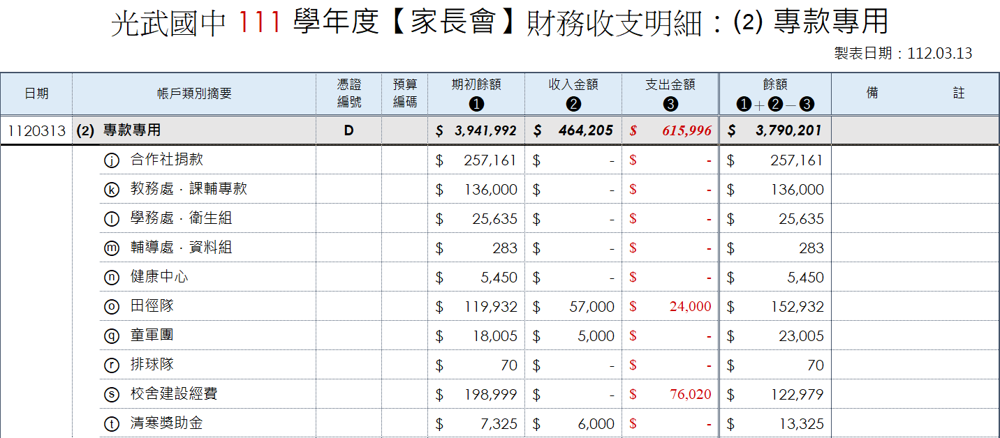 光武國中 111 學年度【家長會】財務收支明細：(2) 專款專用
製表日期：112.03.13
日期 帳戶類別摘要 憑證編號 預算編碼 期初餘額 ❶ 收入金額 ❷ 支出金額 ❸ 餘額 ❶＋❷－❸ 備 註
1120313 (2) 專款專用 D $ 3,941,992 $ 464,205 $ 615,996 $ 3,790,201
ⓙ 合作社捐款 $ 257,161 $ - $ - $ 257,161
ⓚ 教務處．課輔專款 $ 136,000 $ - $ - $ 136,000
ⓛ 學務處．衛生組 $ 25,635 $ - $ - $ 25,635
ⓜ 輔導處．資料組 $ 283 $ - $ - $ 283
ⓝ 健康中心 $ 5,450 $ - $ - $ 5,450
ⓞ 田徑隊 $ 119,932 $ 57,000 $ 24,000 $ 152,932
ⓠ 童軍團 $ 18,005 $ 5,000 $ - $ 23,005
ⓡ 排球隊 $ 70 $ - $ - $ 70
ⓢ 校舍建設經費 $ 198,999 $ - $ 76,020 $ 122,979
ⓣ 清寒獎助金 $ 7,325 $ 6,000 $ - $ 13,325